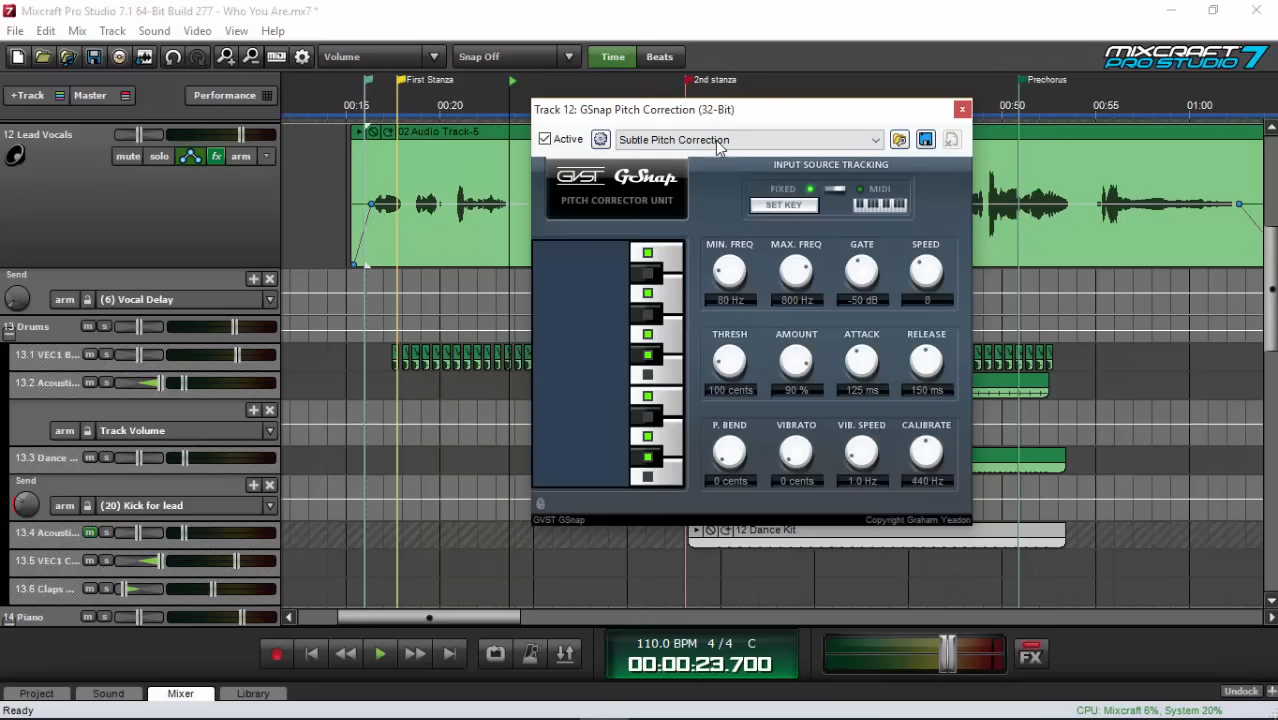 Mixcraft Pro Studio 7.1 64-Bit Build 277 - Who You Are.mx7 *
File Edit Mix Track Sound Video View Help
Volume
Snap Off
Time
Beats
MIXCRAFT
PRO STUDIO 7
+Track
Master
Performance
First Stanza
2nd stanza
Prechorus
00:15
00:20
00:50
00:55
01:00
12 Lead Vocals
mute
solo
fx
arm
02 Audio Track-5
Send
arm
(6) Vocal Delay
13 Drums
m
s
13.1 VEC1 B...
m
s
13.2 Acousti...
m
s
Track Volume
13.3 Dance ...
m
s
Send
arm
(20) Kick for lead
13.4 Acousti...
m
s
12 Dance Kit
13.5 VEC1 C...
m
s
13.6 Claps ...
m
s
14 Piano
m
s
Track 12: GSnap Pitch Correction (32-Bit)
x
Active
Subtle Pitch Correction
GVST
GSnap
PITCH CORRECTOR UNIT
INPUT SOURCE TRACKING
FIXED
MIDI
SET KEY
MIN. FREQ
MAX. FREQ
GATE
SPEED
80 Hz
800 Hz
-50 dB
8
THRESH
AMOUNT
ATTACK
RELEASE
100 cents
90 %
125 ms
150 ms
P. BEND
VIBRATO
VIB. SPEED
CALIBRATE
0 cents
0 cents
1.0 Hz
440 Hz
GVST GSnap
Copyright Graham Yeadon
110.0 BPM 4 / 4 C
00:00:23.700
FX
Project
Sound
Mixer
Library
Undock
+
Ready
CPU: Mixcraft 6%, System 20%